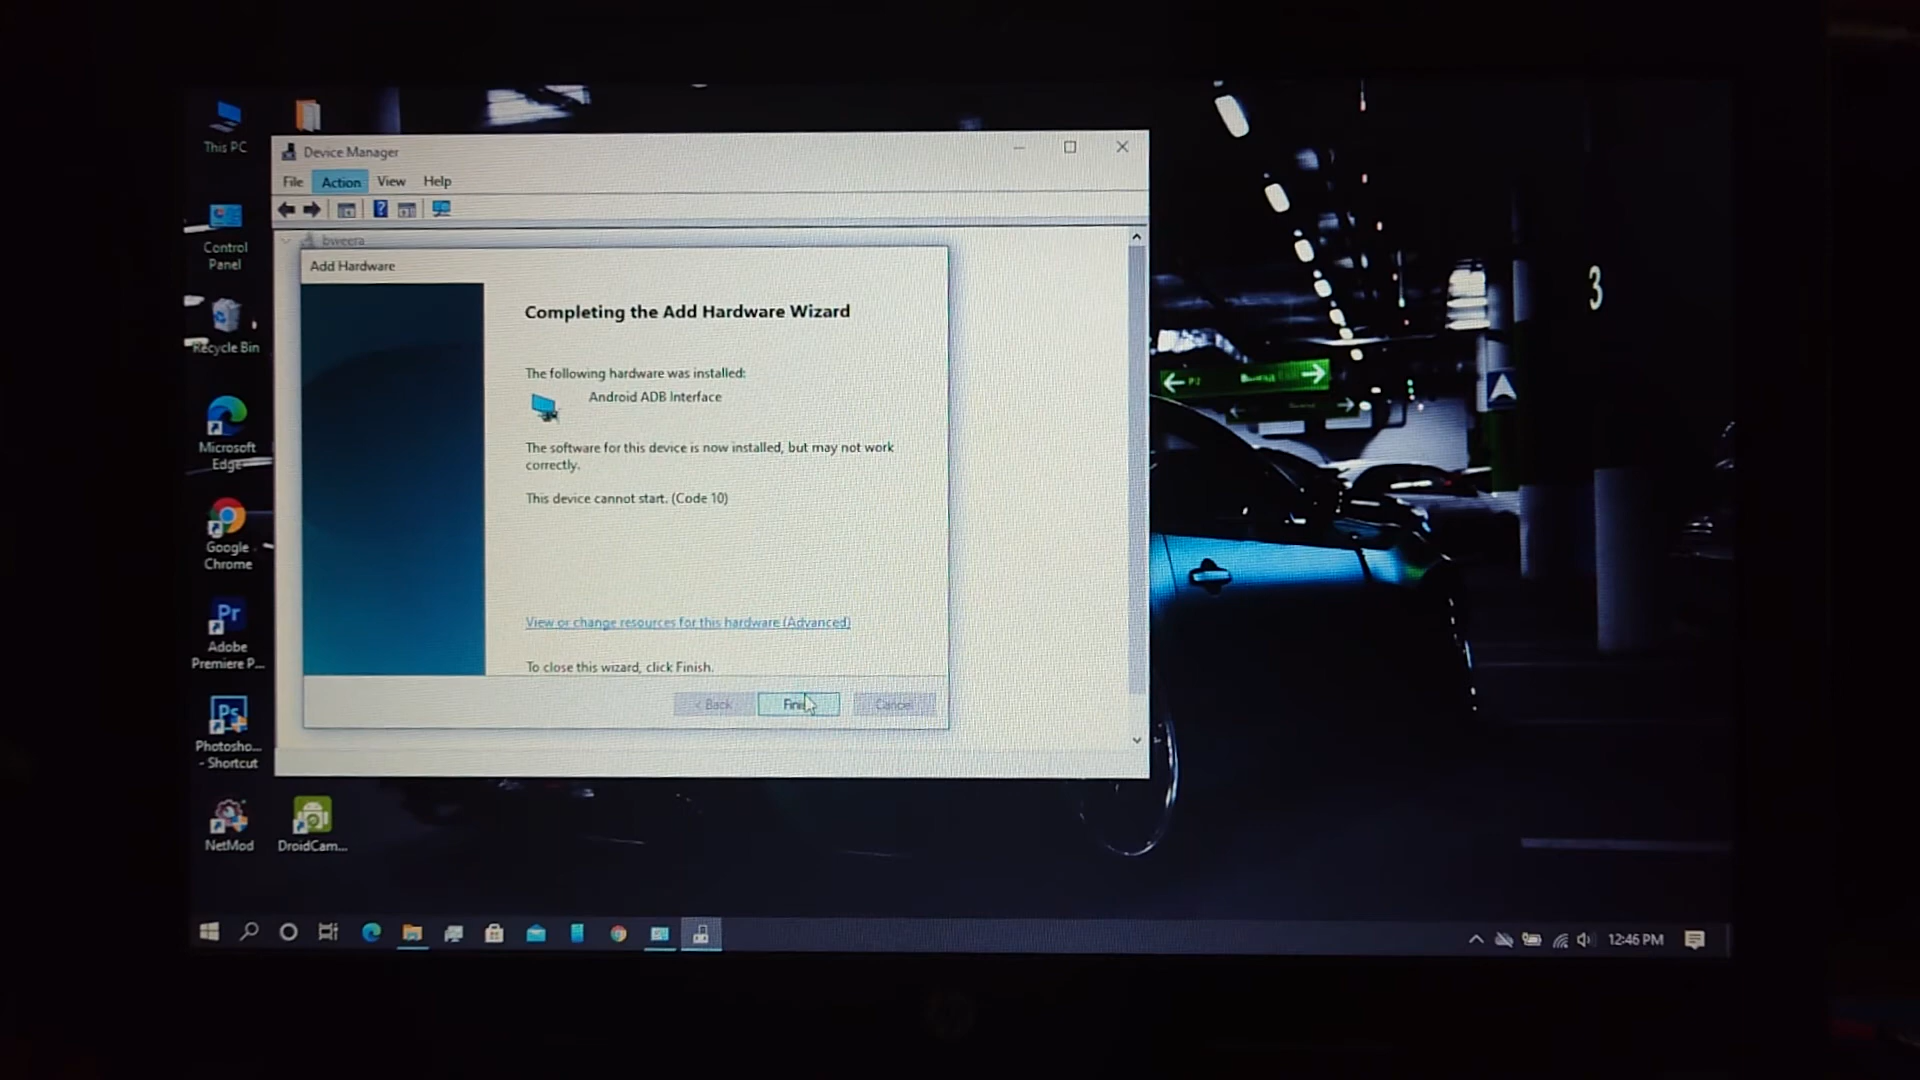 This PC
Control
Panel
Recycle Bin
Microsoft
Edge
Google
Chrome
Adobe
Premiere P...
Photosho...
- Shortcut
NetMod
DroidCam...
Device Manager
File Action View Help
bweera
Add Hardware
Completing the Add Hardware Wizard
The following hardware was installed:
Android ADB Interface
The software for this device is now installed, but may not work
correctly.
This device cannot start. (Code 10)
View or change resources for this hardware (Advanced)
To close this wizard, click Finish.
< Back Finish Cancel
3
12:46 PM